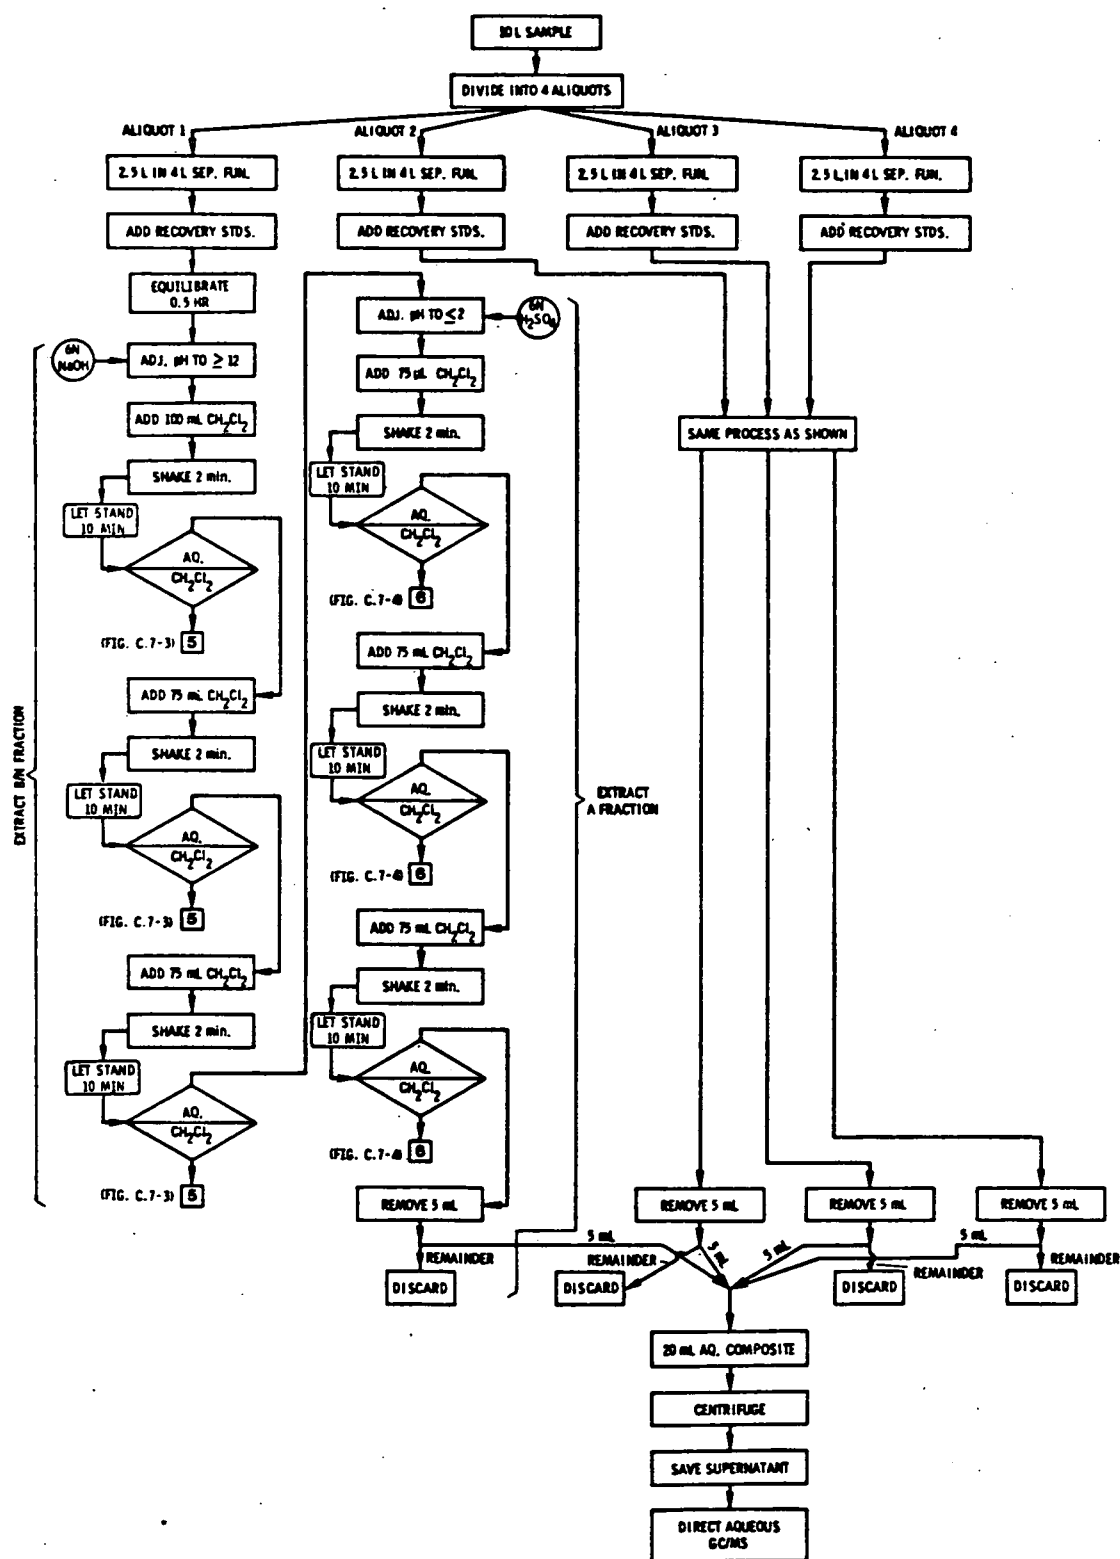 10 L SAMPLE
DIVIDE INTO 4 ALIQUOTS
ALIQUOT 1
ALIQUOT 2
ALIQUOT 3
ALIQUOT 4
2.5 L IN 4 L SEP. FUN.
2.5 L IN 4 L SEP. FUN.
2.5 L IN 4 L SEP. FUN.
2.5 L IN 4 L SEP. FUN.
ADD RECOVERY STDS.
ADD RECOVERY STDS.
ADD RECOVERY STDS.
ADD RECOVERY STDS.
EQUILIBRATE
0.5 HR
EXTRACT B/N FRACTION
6N
NaOH
ADJ. pH TO ≥ 12
ADD 100 mL CH2Cl2
SHAKE 2 min.
LET STAND
10 MIN
AQ.
CH2Cl2
(FIG. C.7-3) 5
ADD 75 mL CH2Cl2
SHAKE 2 min.
LET STAND
10 MIN
AQ.
CH2Cl2
(FIG. C.7-3) 5
ADD 75 mL CH2Cl2
SHAKE 2 min.
LET STAND
10 MIN
AQ.
CH2Cl2
(FIG. C.7-3) 5
ADJ. pH TO ≤ 2
6N
H2SO4
ADD 75 µL CH2Cl2
SHAKE 2 min.
LET STAND
10 MIN
AQ.
CH2Cl2
(FIG. C.7-4) 6
ADD 75 mL CH2Cl2
SHAKE 2 min.
LET STAND
10 MIN
AQ.
CH2Cl2
(FIG. C.7-4) 6
ADD 75 mL CH2Cl2
SHAKE 2 min.
LET STAND
10 MIN
AQ.
CH2Cl2
(FIG. C.7-4) 6
EXTRACT
A FRACTION
SAME PROCESS AS SHOWN
REMOVE 5 mL
REMOVE 5 mL
REMOVE 5 mL
REMOVE 5 mL
5 mL
5 mL
5 mL
5 mL
REMAINDER
REMAINDER
REMAINDER
REMAINDER
DISCARD
DISCARD
DISCARD
DISCARD
20 mL AQ. COMPOSITE
CENTRIFUGE
SAVE SUPERNATANT
DIRECT AQUEOUS
GC/MS